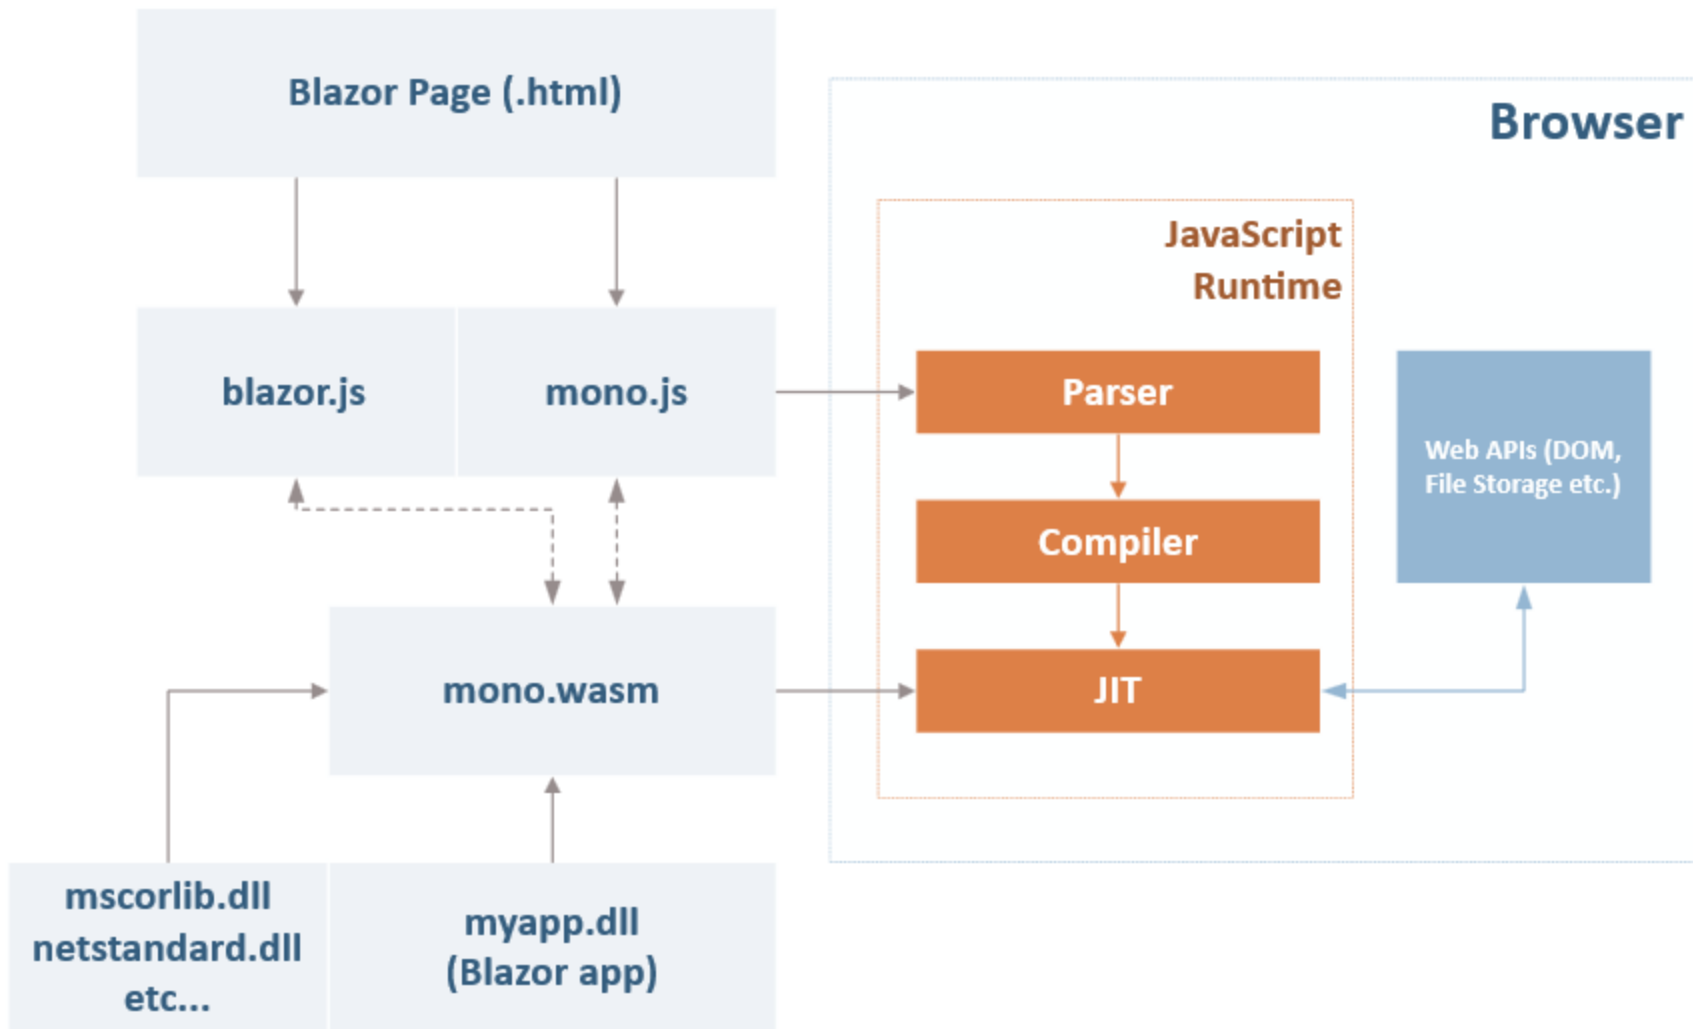 Blazor Page (.html)
Browser
JavaScript
Runtime
blazor.js
mono.js
Parser
Web APIs (DOM,
File Storage etc.)
Compiler
mono.wasm
JIT
mscorlib.dll
netstandard.dll
etc...
myapp.dll
(Blazor app)